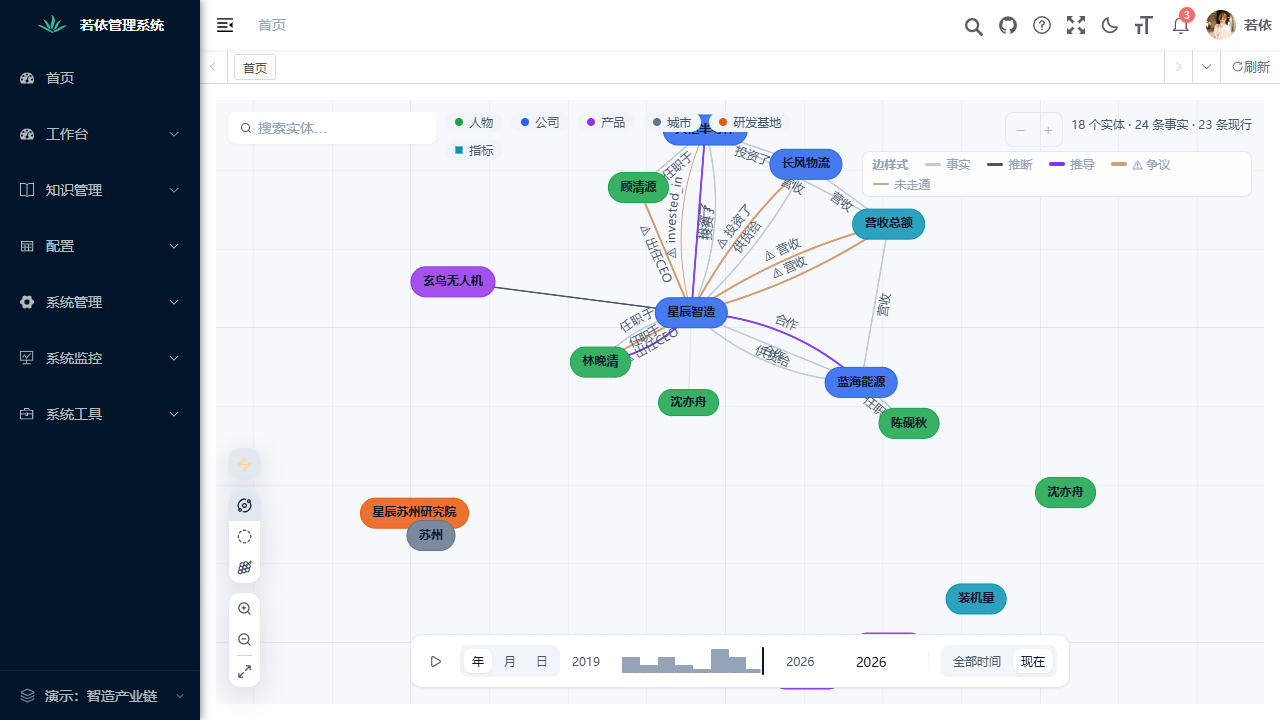 若依管理系统
首页
工作台
知识管理
配置
系统管理
系统监控
系统工具
演示：智造产业链
首页
3
若依
首页
刷新
搜索实体...
人物
公司
产品
城市
研发基地
指标
18 个实体 · 24 条事实 · 23 条现行
边样式
事实
推断
推导
⚠ 争议
未走通
长风物流
顾清源
营收总额
玄鸟无人机
星辰智造
林晚清
沈亦舟
蓝海能源
陈砚秋
沈亦舟
星辰苏州研究院
苏州
装机量
任职于
投资了
营收
营收
⚠ invested_in
投资了
⚠ 投资了
供货给
⚠ 出任CEO
⚠ 营收
⚠ 营收
营收
合作
任职于
任职于
出任CEO
供货给
任职
年
月
日
2019
2026
2026
全部时间
现在